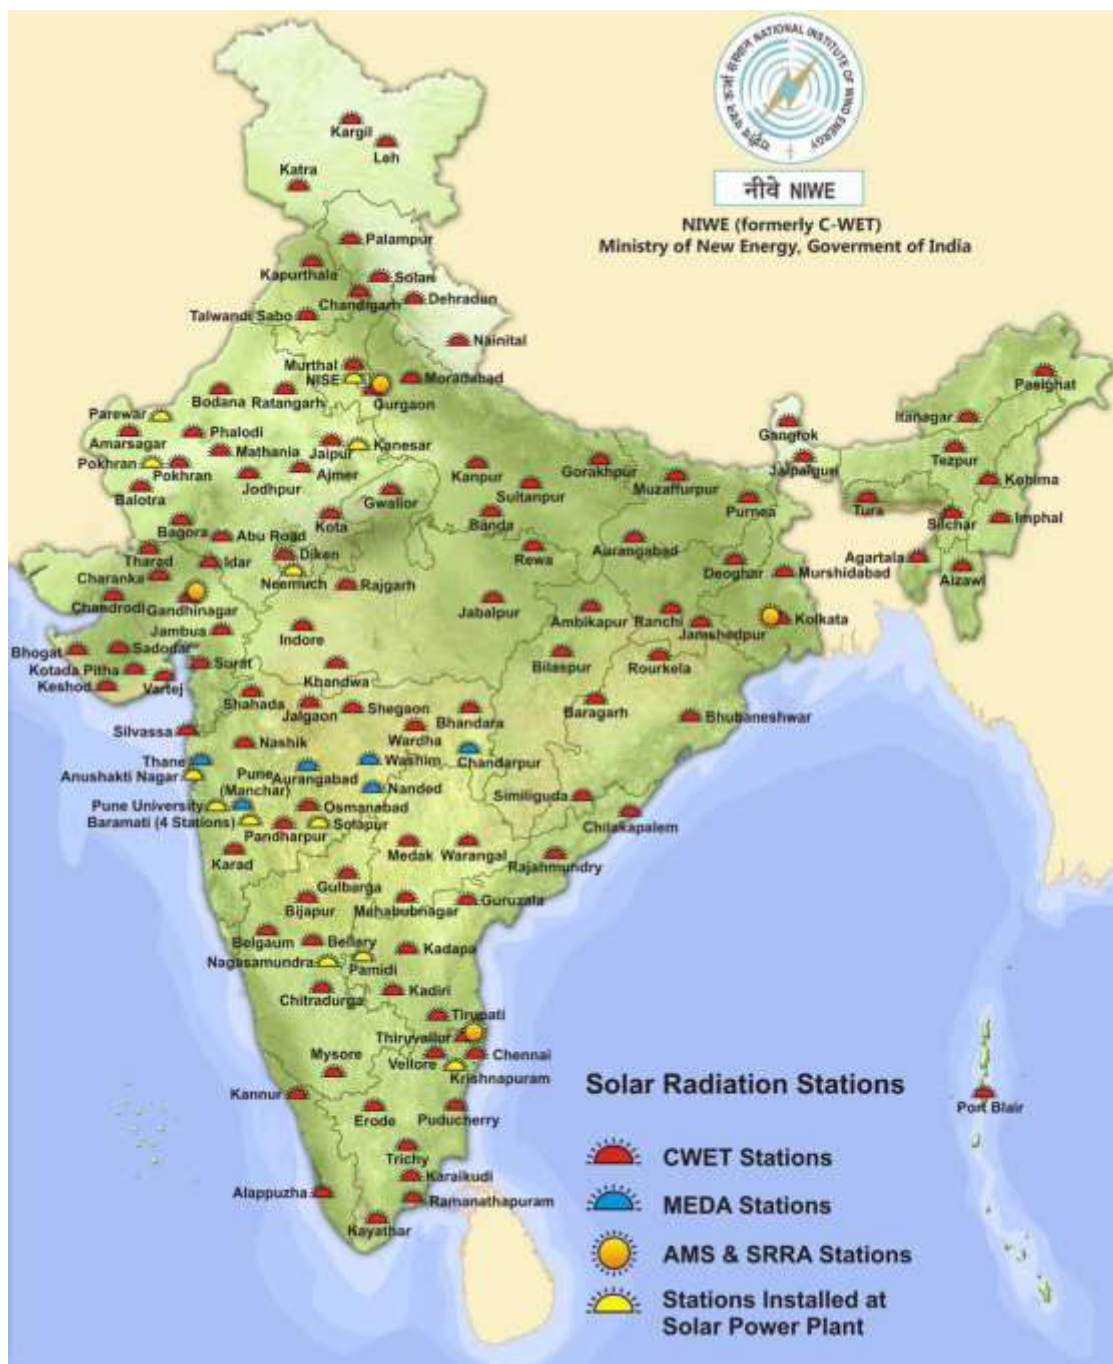 राष्ट्रीय पवन ऊर्जा संस्थान NATIONAL INSTITUTE OF WIND ENERGY
नीवे NIWE
NIWE (formerly C-WET)
Ministry of New Energy, Goverment of India
Kargil
Leh
Katra
Palampur
Kapurthala
Solan
Chandigarh
Dehradun
Talwandi Sabo
Nainital
Murthal
NISE
Moradabad
Gurgaon
Bodana
Ratangarh
Parewar
Amarsagar
Phalodi
Mathania
Jaipur
Kanesar
Pokhran
Pokhran
Ajmer
Jodhpur
Balotra
Kanpur
Sultanpur
Gorakhpur
Muzaffurpur
Gwalior
Kota
Banda
Purnea
Gangtok
Jalpaiguri
Itanagar
Pasighat
Tezpur
Kohima
Tura
Silchar
Imphal
Agartala
Aizawl
Bagora
Abu Road
Tharad
Idar
Diken
Neemuch
Rajgarh
Rewa
Aurangabad
Deoghar
Murshidabad
Charanka
Chandrodi
Gandhinagar
Jabalpur
Ambikapur
Ranchi
Jamshedpur
Kolkata
Jambua
Indore
Bhogat
Sadodar
Kotada Pitha
Keshod
Vartej
Surat
Khandwa
Bilaspur
Rourkela
Shahada
Jalgaon
Shegaon
Bhandara
Wardha
Baragarh
Bhubaneshwar
Silvassa
Nashik
Thane
Anushakti Nagar
Pune
(Manchar)
Aurangabad
Washim
Nanded
Chandarpur
Pune University
Baramati (4 Stations)
Osmanabad
Pandharpur
Solapur
Similiguda
Chilakapalem
Karad
Medak
Warangal
Rajahmundry
Gulbarga
Bijapur
Mahabubnagar
Guruzala
Belgaum
Bellary
Kadapa
Nagasamundra
Pamidi
Chitradurga
Kadiri
Tirupati
Thiruvallur
Chennai
Vellore
Krishnapuram
Mysore
Kannur
Erode
Puducherry
Trichy
Karaikudi
Alappuzha
Ramanathapuram
Kayathar
Port Blair
Solar Radiation Stations
CWET Stations
MEDA Stations
AMS & SRRA Stations
Stations Installed at
Solar Power Plant